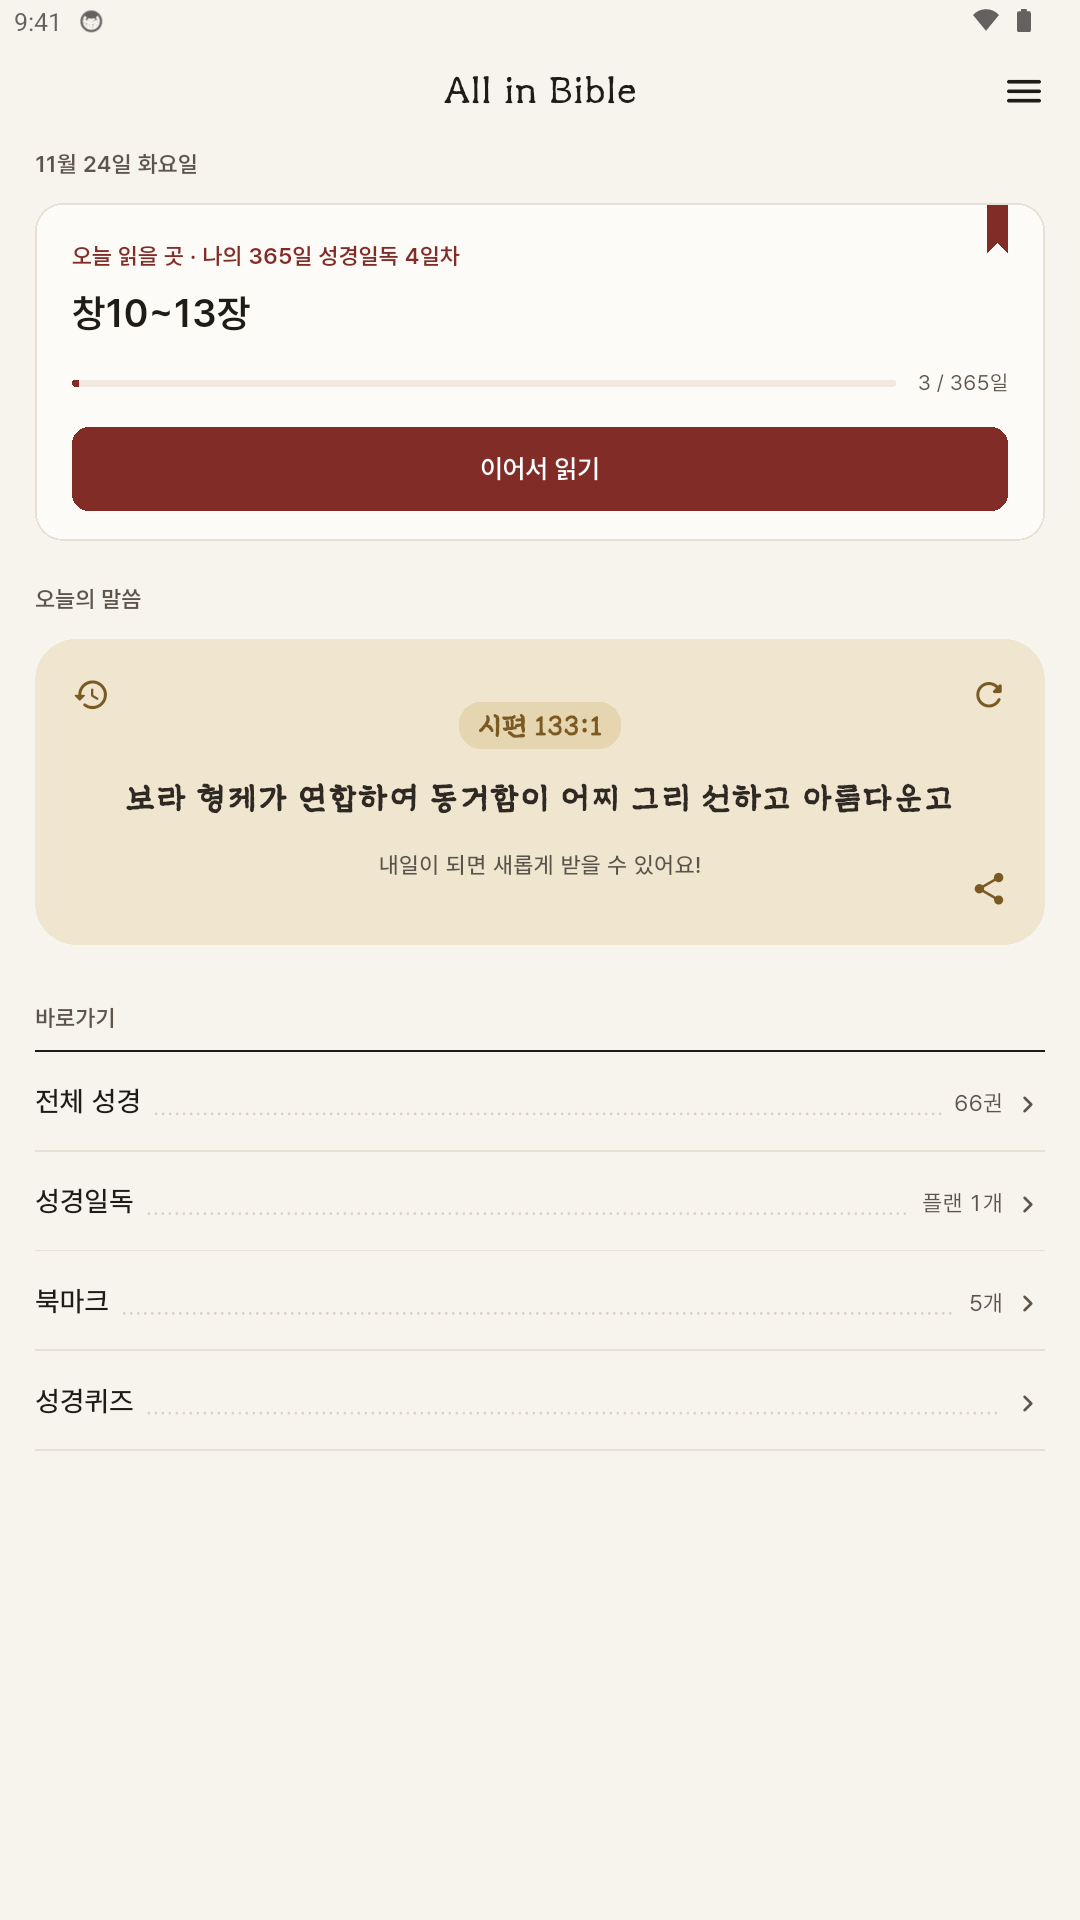 9:41
All in Bible
11월 24일 화요일
오늘 읽을 곳 · 나의 365일 성경일독 4일차
창10~13장
3 / 365일
이어서 읽기
오늘의 말씀
시편 133:1
보라 형제가 연합하여 동거함이 어찌 그리 선하고 아름다운고
내일이 되면 새롭게 받을 수 있어요!
바로가기
전체 성경 66권
성경일독 플랜 1개
북마크 5개
성경퀴즈